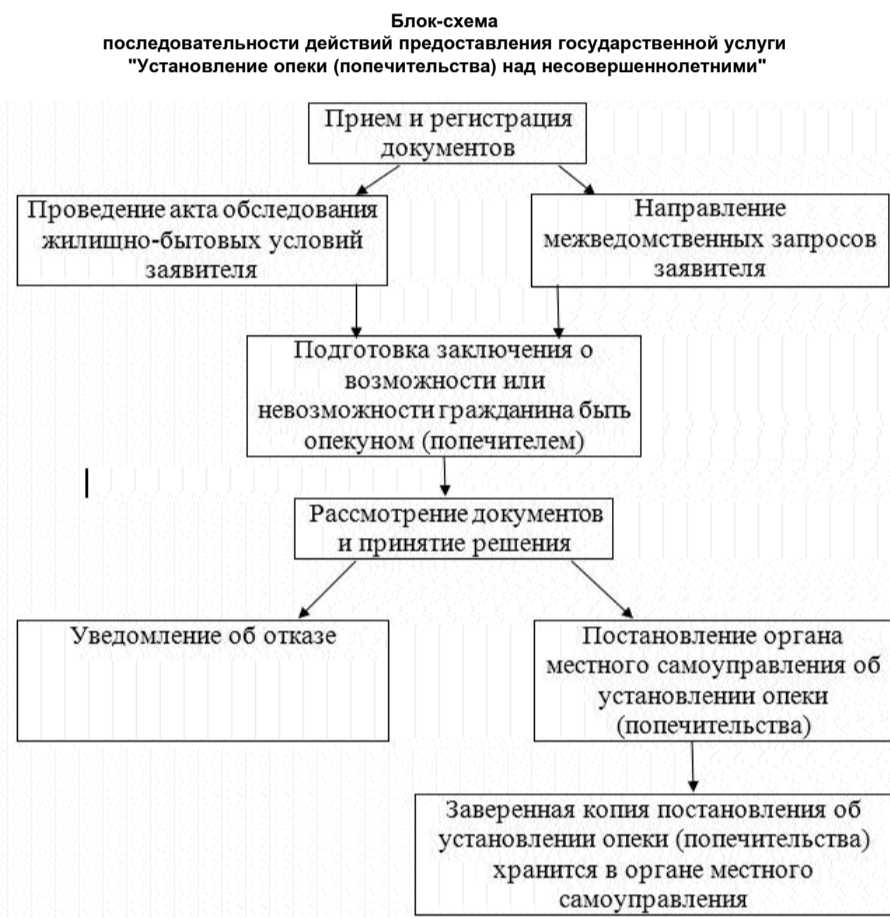 Блок-схема
последовательности действий предоставления государственной услуги
"Установление опеки (попечительства) над несовершеннолетними"
Прием и регистрация
документов
Проведение акта обследования
жилищно-бытовых условий
заявителя
Направление
межведомственных запросов
заявителя
Подготовка заключения о
возможности или
невозможности гражданина быть
опекуном (попечителем)
Рассмотрение документов
и принятие решения
Уведомление об отказе
Постановление органа
местного самоуправления об
установлении опеки
(попечительства)
Заверенная копия постановления об
установлении опеки (попечительства)
хранится в органе местного
самоуправления